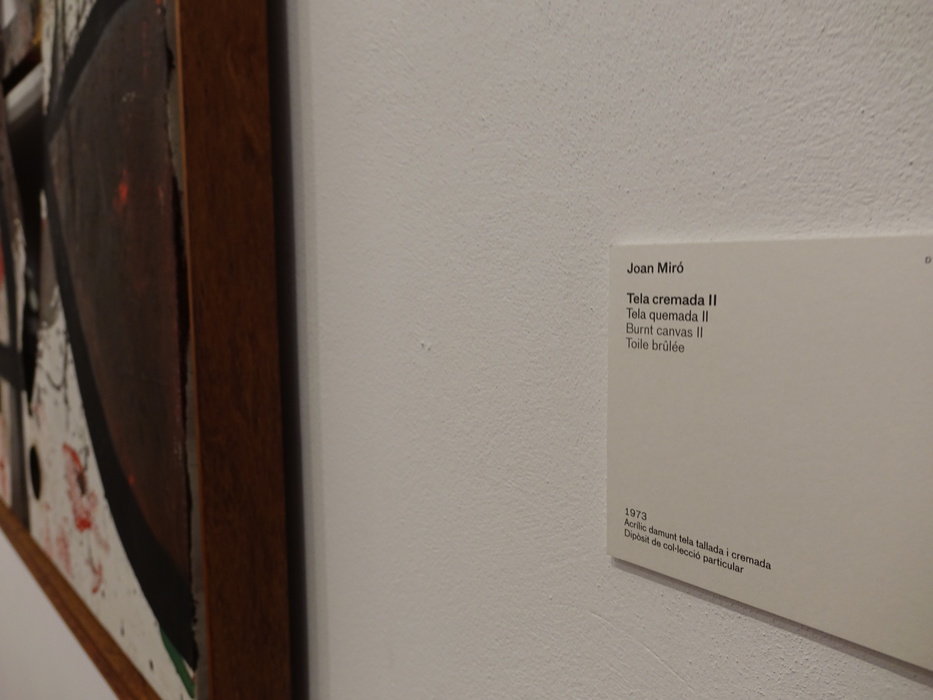 Joan Miró
Tela cremada II
Tela quemada II
Burnt canvas II
Toile brûlée
1973
Acrílic damunt tela tallada i cremada
Dipòsit de col·lecció particular